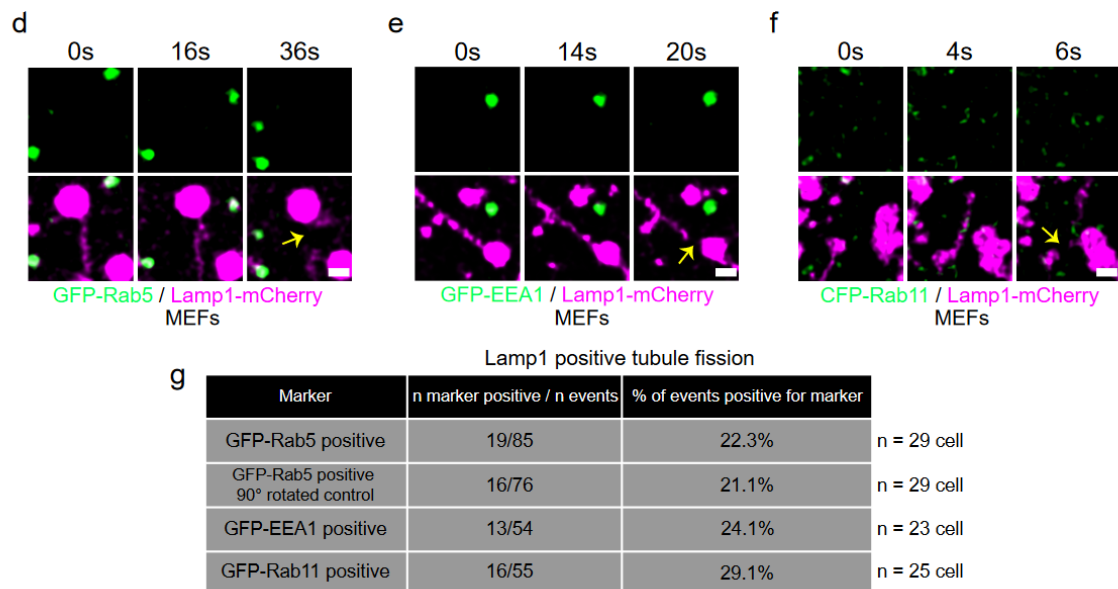 d
0s 16s 36s
GFP-Rab5 / Lamp1-mCherry
MEFs
e
0s 14s 20s
GFP-EEA1 / Lamp1-mCherry
MEFs
f
0s 4s 6s
CFP-Rab11 / Lamp1-mCherry
MEFs
g
Lamp1 positive tubule fission
Marker n marker positive / n events % of events positive for marker
GFP-Rab5 positive 19/85 22.3% n = 29 cell
GFP-Rab5 positive
90° rotated control 16/76 21.1% n = 29 cell
GFP-EEA1 positive 13/54 24.1% n = 23 cell
GFP-Rab11 positive 16/55 29.1% n = 25 cell